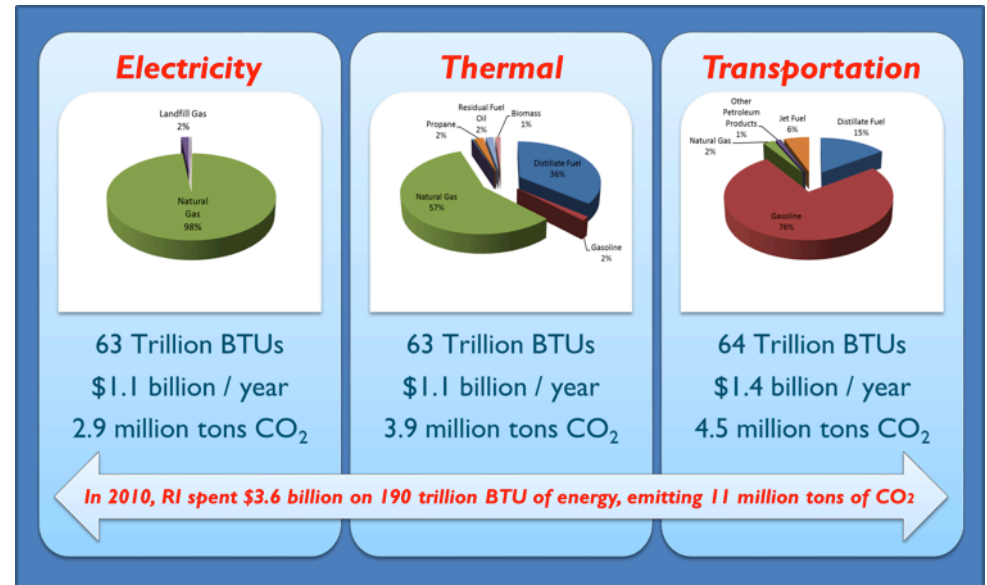 Electricity
Landfill Gas
2%
Natural
Gas
98%
63 Trillion BTUs
$1.1 billion / year
2.9 million tons CO₂
Thermal
Residual Fuel
Oil
2%
Biomass
1%
Propane
2%
Distillate Fuel
36%
Natural Gas
57%
Gasoline
2%
63 Trillion BTUs
$1.1 billion / year
3.9 million tons CO₂
Transportation
Other
Petroleum
Products
1%
Jet Fuel
6%
Distillate Fuel
15%
Natural Gas
2%
Gasoline
76%
64 Trillion BTUs
$1.4 billion / year
4.5 million tons CO₂
In 2010, RI spent $3.6 billion on 190 trillion BTU of energy, emitting 11 million tons of CO₂